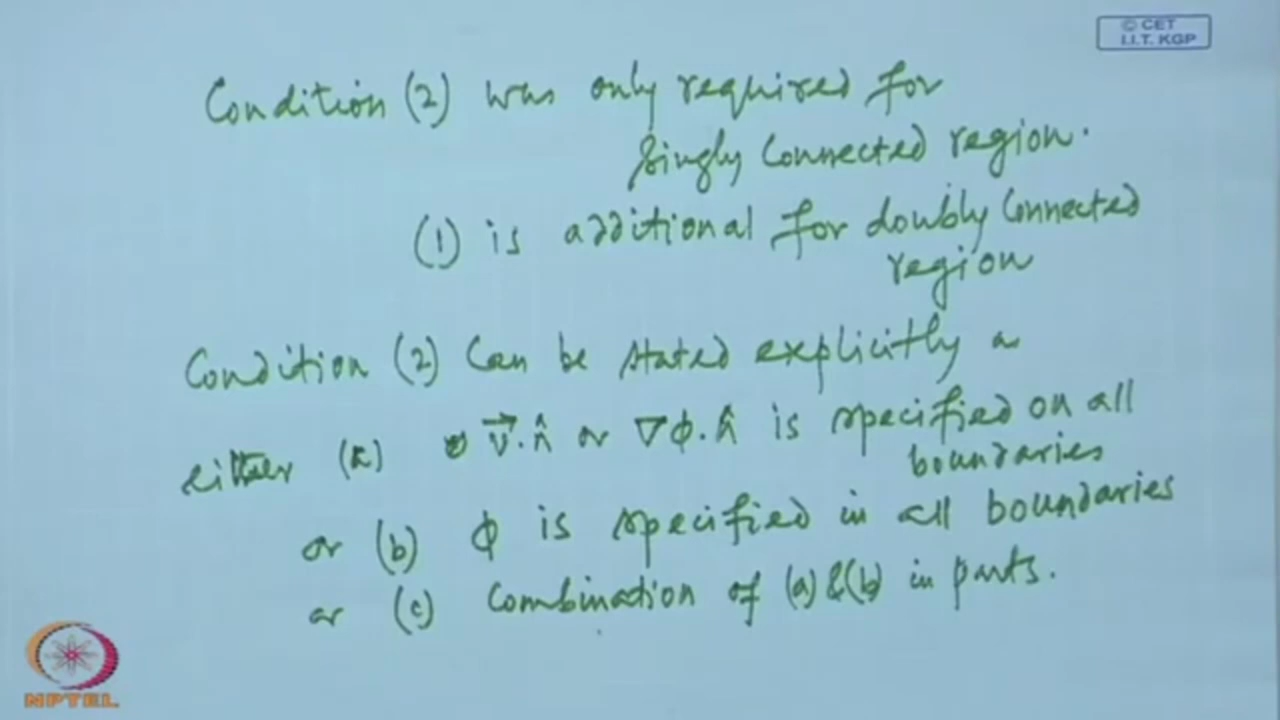 © CET
I.I.T. KGP
Condition (2) was only required for
Singly Connected region.
(1) is additional for doubly Connected
region
Condition (2) Can be stated explicitly a
either (a) V⃗.n̂ or ∇φ.n̂ is specified on all
boundaries
or (b) φ is specified in all boundaries
or (c) Combination of (a) & (b) in parts.
NPTEL